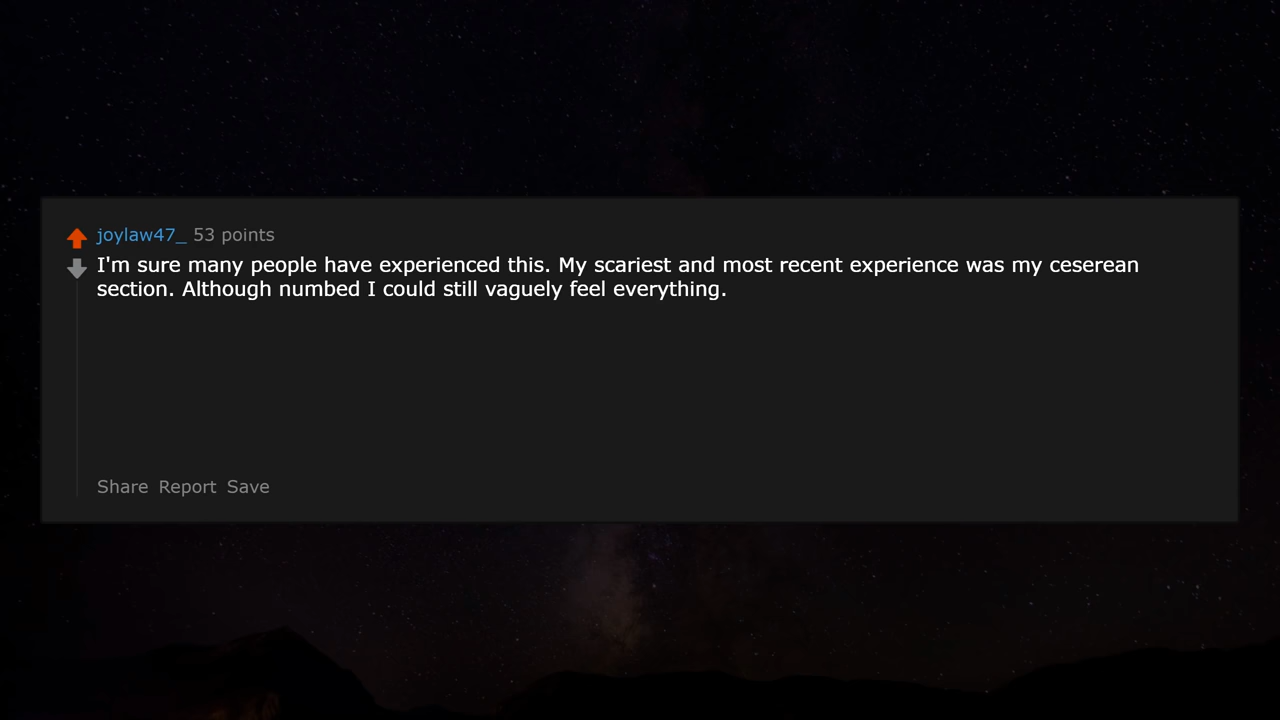 joylaw47_ 53 points
I'm sure many people have experienced this. My scariest and most recent experience was my ceserean
section. Although numbed I could still vaguely feel everything.
Share Report Save